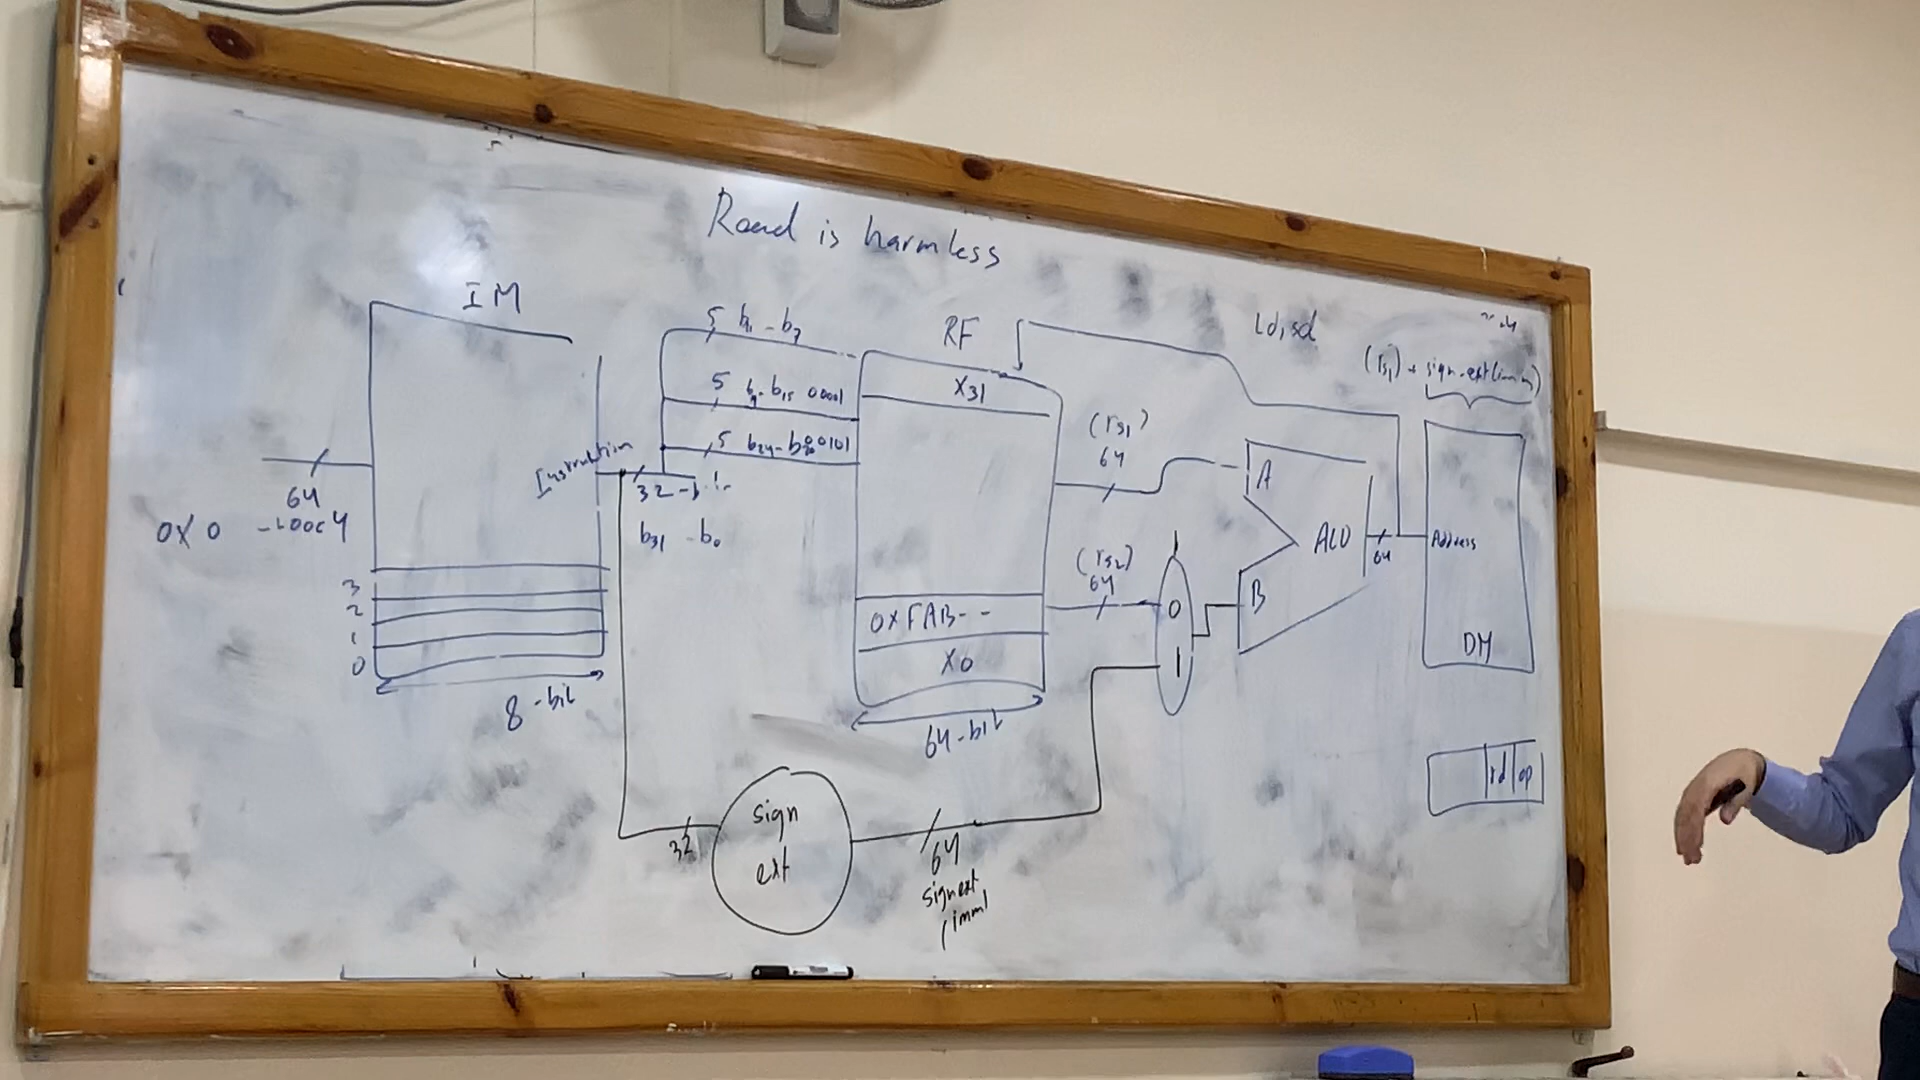 Read is harmless
IM
64
0X0 -100c4
3
2
1
0
8-bit
Instruction
32-bit
b31 -b0
5 b11 -b7
5 b19-b15 00001
5 b24-b20 00101
RF
X31
0XFAB--
X0
64-bit
(rs1)
64
(rs2)
64
0
1
A
B
ALU
64
ld,sd
(rs1) + sign-ext(imm)
Address
DM
rd op
32
sign
ext
64
sign ext
(imm)